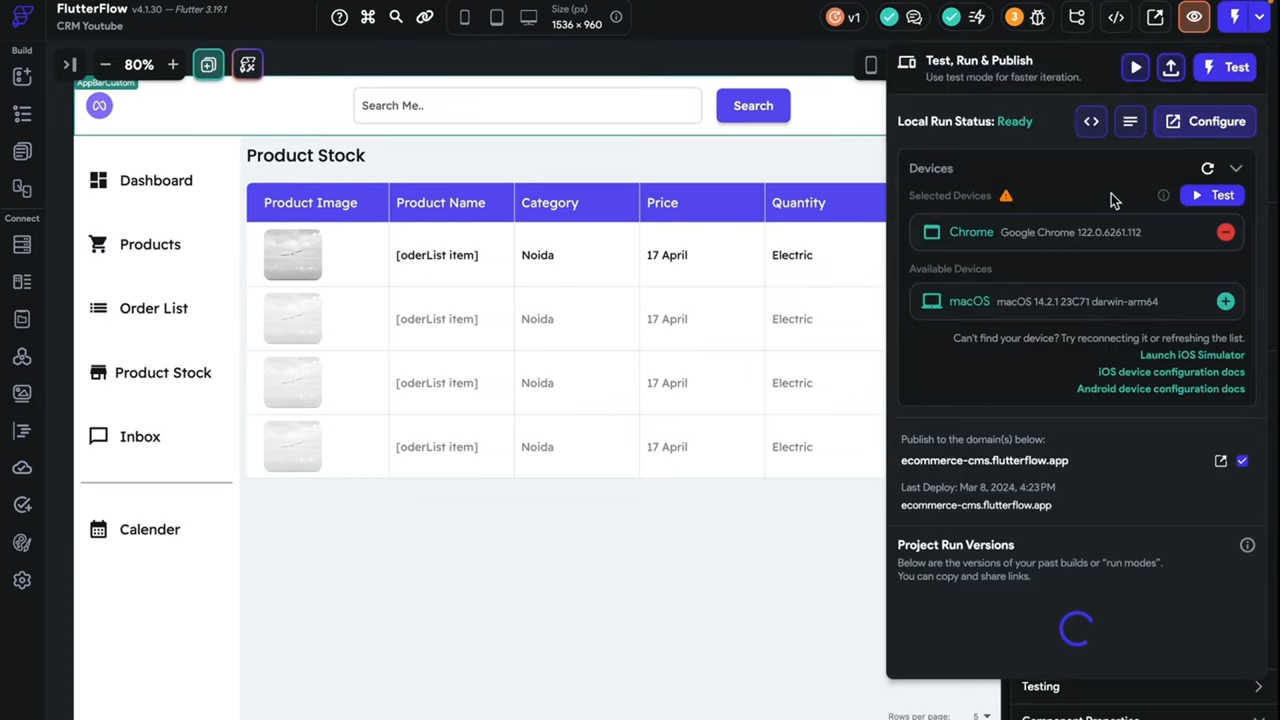 FlutterFlow v4.1.30 - Flutter 3.19.1
CRM Youtube
Size (px)
1536 × 960
v1
3
Build
Connect
80%
AppBarCustom
Search Me..
Search
Dashboard
Products
Order List
Product Stock
Inbox
Calender
Product Stock
Product Image Product Name Category Price Quantity
[oderList item] Noida 17 April Electric
[oderList item] Noida 17 April Electric
[oderList item] Noida 17 April Electric
[oderList item] Noida 17 April Electric
Rows per page: 5
Test, Run & Publish
Use test mode for faster iteration.
Test
Local Run Status: Ready
Configure
Devices
Selected Devices
Test
Chrome Google Chrome 122.0.6261.112
Available Devices
macOS macOS 14.2.1 23C71 darwin-arm64
Can't find your device? Try reconnecting it or refreshing the list.
Launch iOS Simulator
iOS device configuration docs
Android device configuration docs
Publish to the domain(s) below:
ecommerce-cms.flutterflow.app
Last Deploy: Mar 8, 2024, 4:23 PM
ecommerce-cms.flutterflow.app
Project Run Versions
Below are the versions of your past builds or "run modes".
You can copy and share links.
Testing
Component Properties